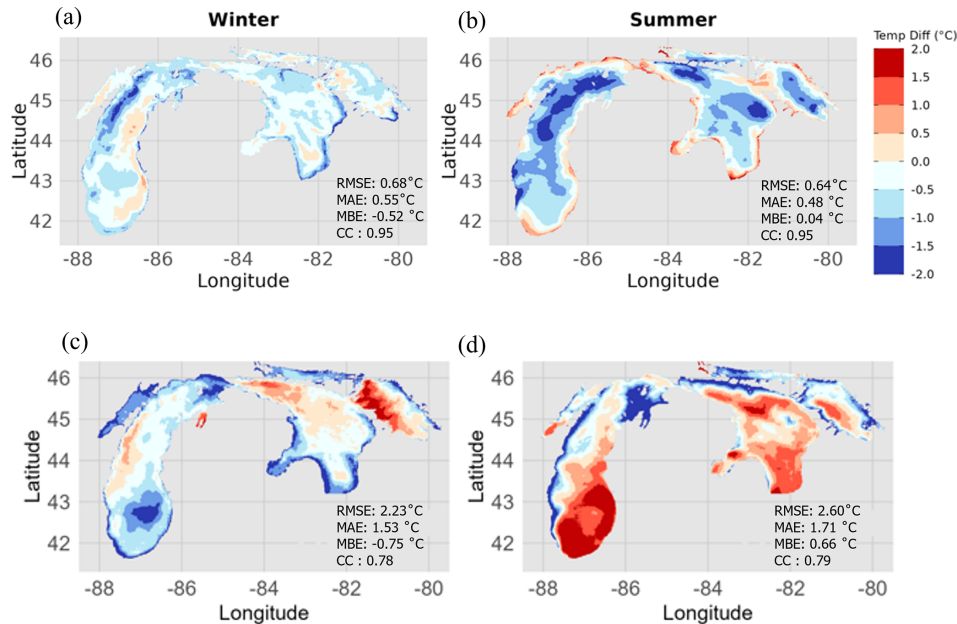 (a) Winter
(b) Summer
Temp Diff (°C)
2.0
1.5
1.0
0.5
0.0
-0.5
-1.0
-1.5
-2.0
Latitude
46
45
44
43
42
RMSE: 0.68°C
MAE: 0.55°C
MBE: -0.52 °C
CC : 0.95
-88 -86 -84 -82 -80
Longitude
Latitude
46
45
44
43
42
RMSE: 0.64°C
MAE: 0.48 °C
MBE: 0.04 °C
CC: 0.95
-88 -86 -84 -82 -80
Longitude
(c)
Latitude
46
45
44
43
42
RMSE: 2.23°C
MAE: 1.53 °C
MBE: -0.75 °C
CC : 0.78
-88 -86 -84 -82 -80
Longitude
(d)
Latitude
46
45
44
43
42
RMSE: 2.60°C
MAE: 1.71 °C
MBE: 0.66 °C
CC : 0.79
-88 -86 -84 -82 -80
Longitude